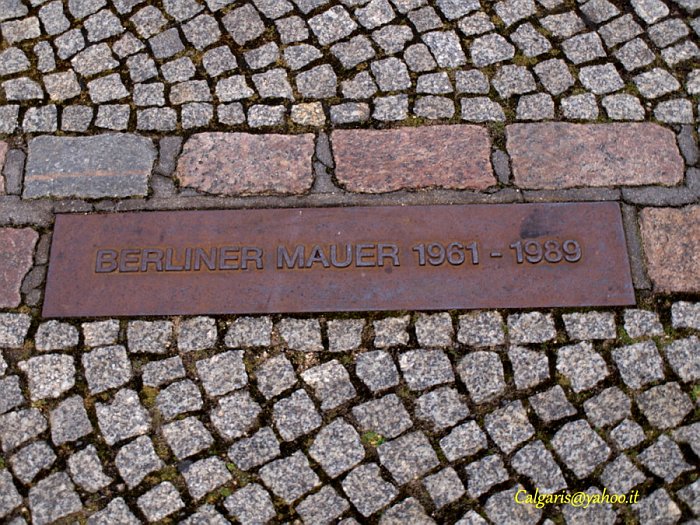 BERLINER MAUER 1961 - 1989
Calgaris@yahoo.it